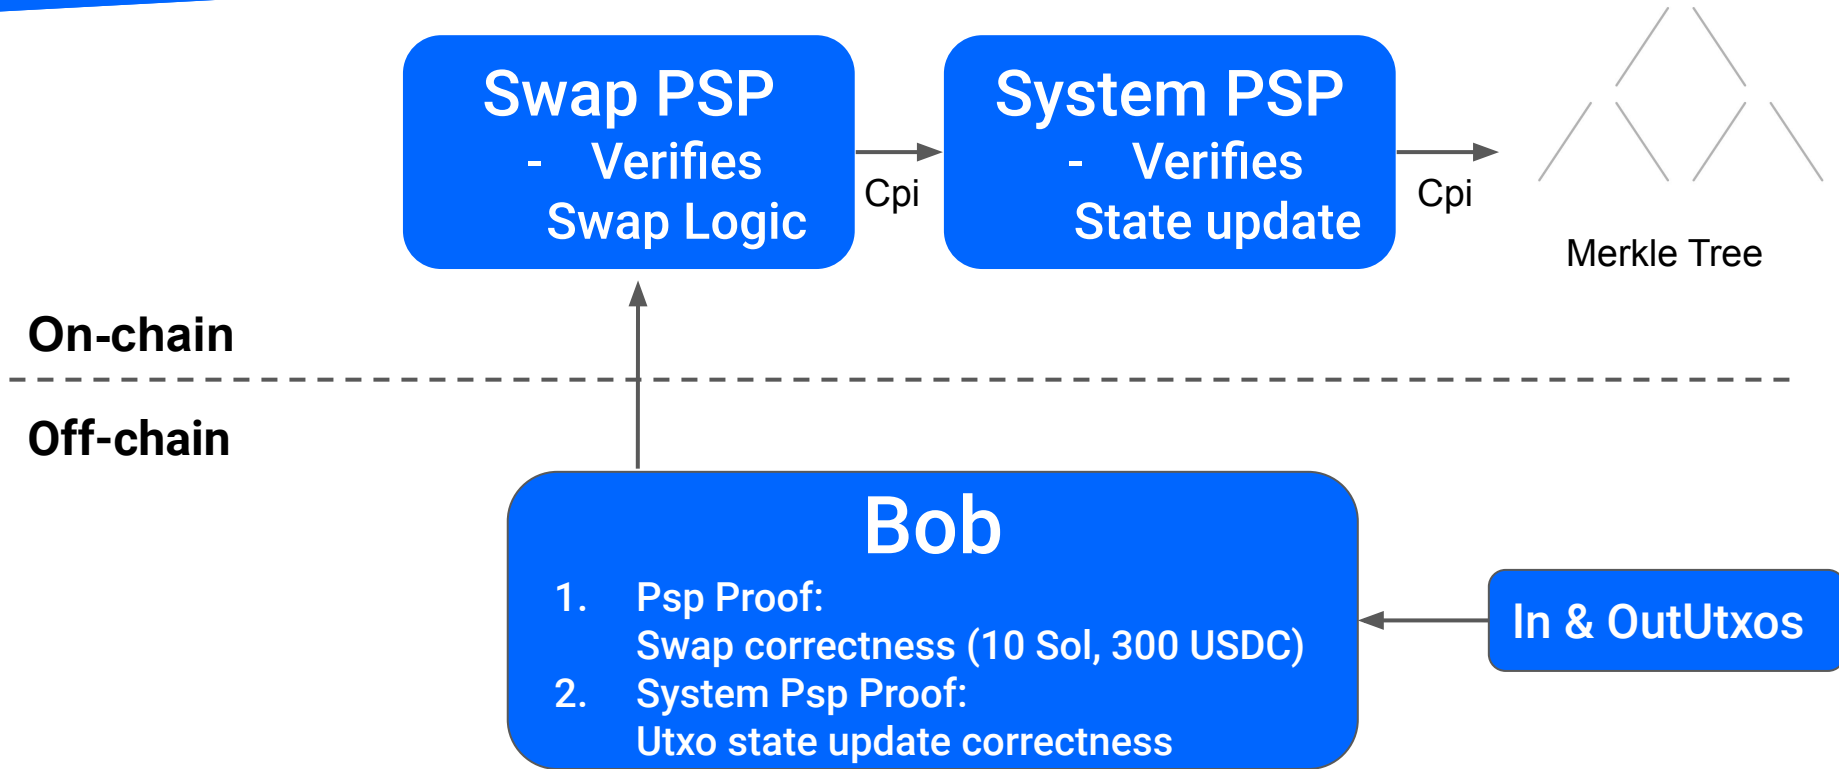 Swap PSP
- Verifies
Swap Logic
Cpi
System PSP
- Verifies
State update
Cpi
Merkle Tree
On-chain
Off-chain
Bob
1. Psp Proof:
Swap correctness (10 Sol, 300 USDC)
2. System Psp Proof:
Utxo state update correctness
In & OutUtxos